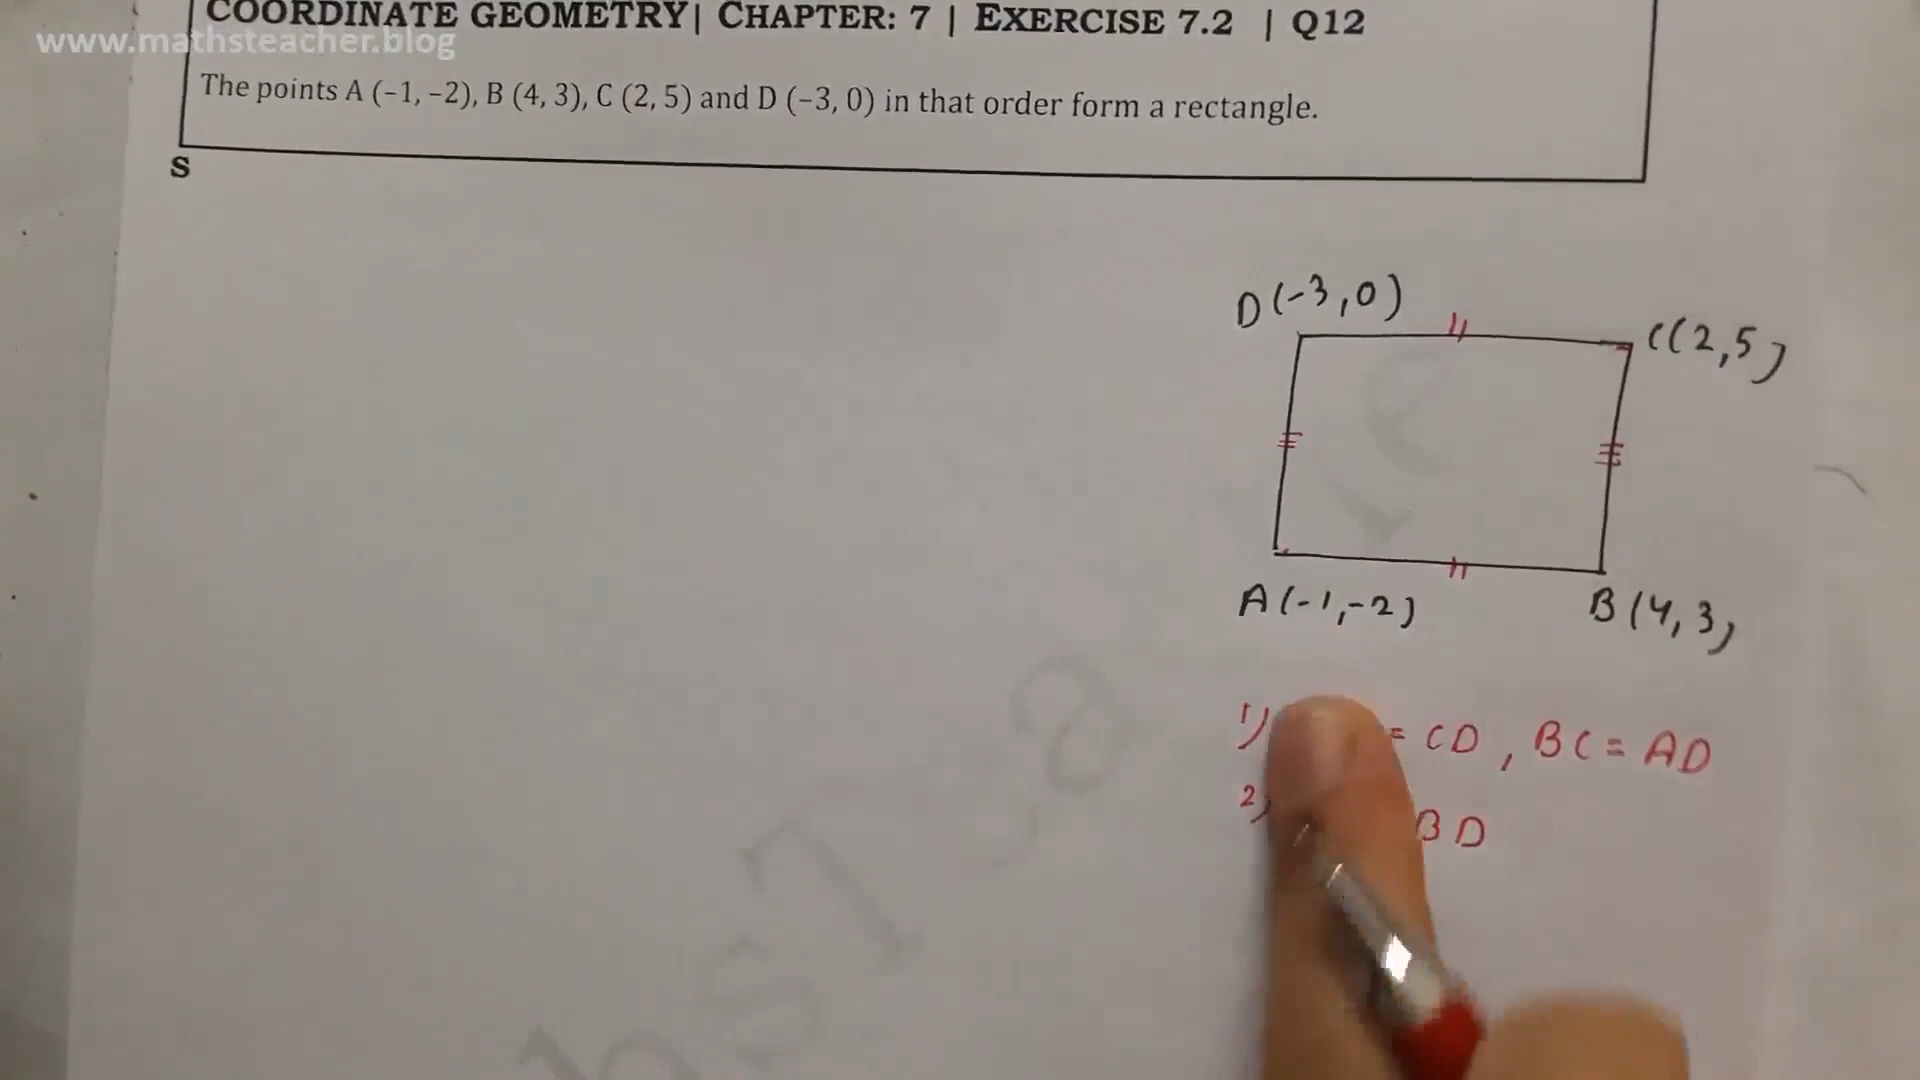 COORDINATE GEOMETRY| CHAPTER: 7 | EXERCISE 7.2 | Q12
www.mathsteacher.blog
The points A (−1, −2), B (4, 3), C (2, 5) and D (−3, 0) in that order form a rectangle.
S
D(-3,0)
C(2,5)
A(-1,-2)
B(4,3)
1) = CD, BC = AD
2) BD